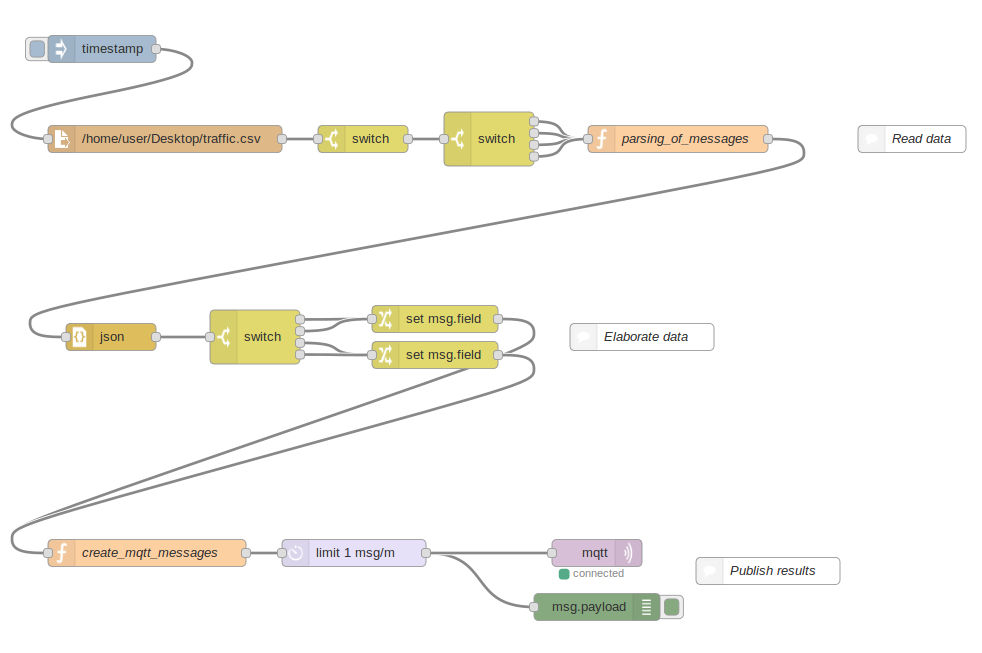 timestamp
/home/user/Desktop/traffic.csv
switch
switch
parsing_of_messages
Read data
json
switch
set msg.field
set msg.field
Elaborate data
create_mqtt_messages
limit 1 msg/m
mqtt
connected
msg.payload
Publish results